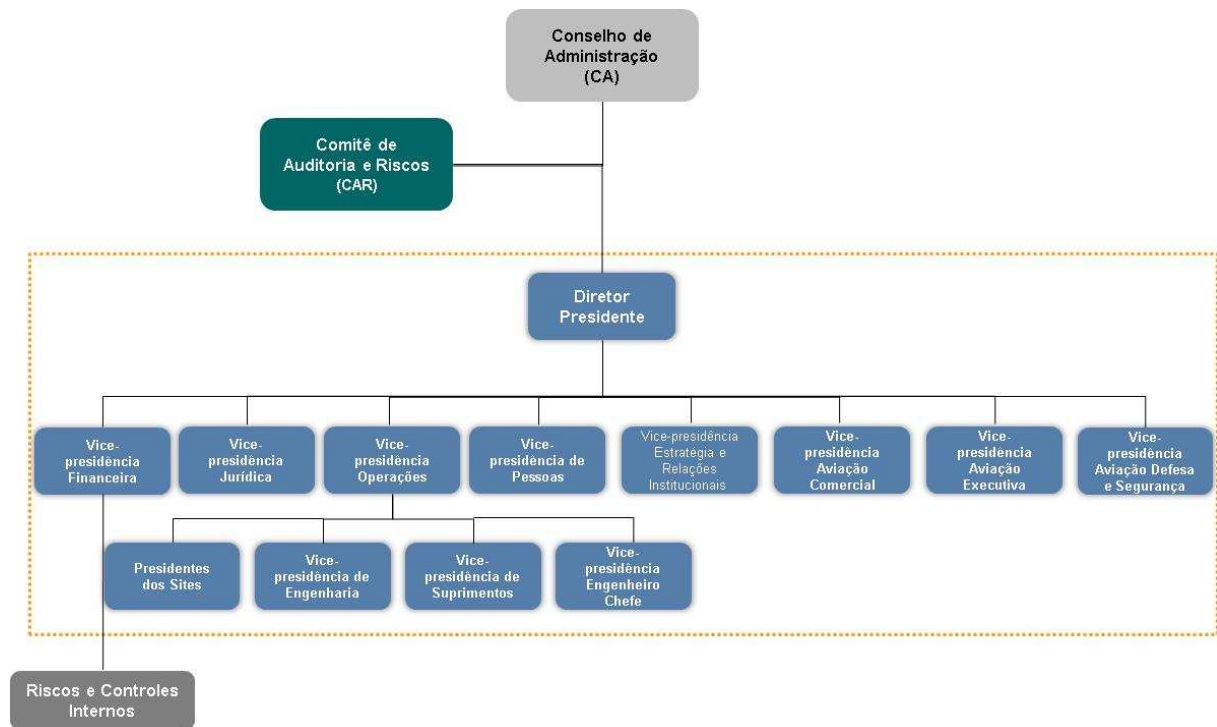 Conselho de
Administração
(CA)
Comitê de
Auditoria e Riscos
(CAR)
Diretor
Presidente
Vice-
presidência
Financeira
Vice-
presidência
Jurídica
Vice-
presidência
Operações
Vice-
presidência de
Pessoas
Vice-presidência
Estratégia e
Relações
Institucionais
Vice-
presidência
Aviação
Comercial
Vice-
presidência
Aviação
Executiva
Vice-
presidência
Aviação Defesa
e Segurança
Presidentes
dos Sites
Vice-
presidência de
Engenharia
Vice-
presidência de
Suprimentos
Vice-
presidência
Engenheiro
Chefe
Riscos e Controles
Internos